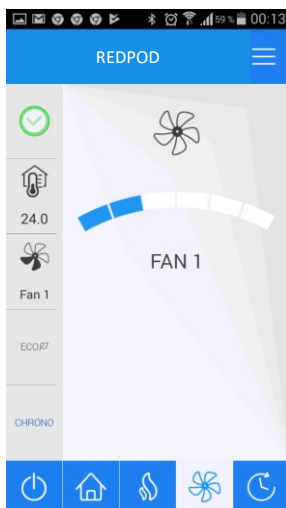 59 % 00:13
REDPOD
24.0
Fan 1
FAN 1
ECO
CHRONO